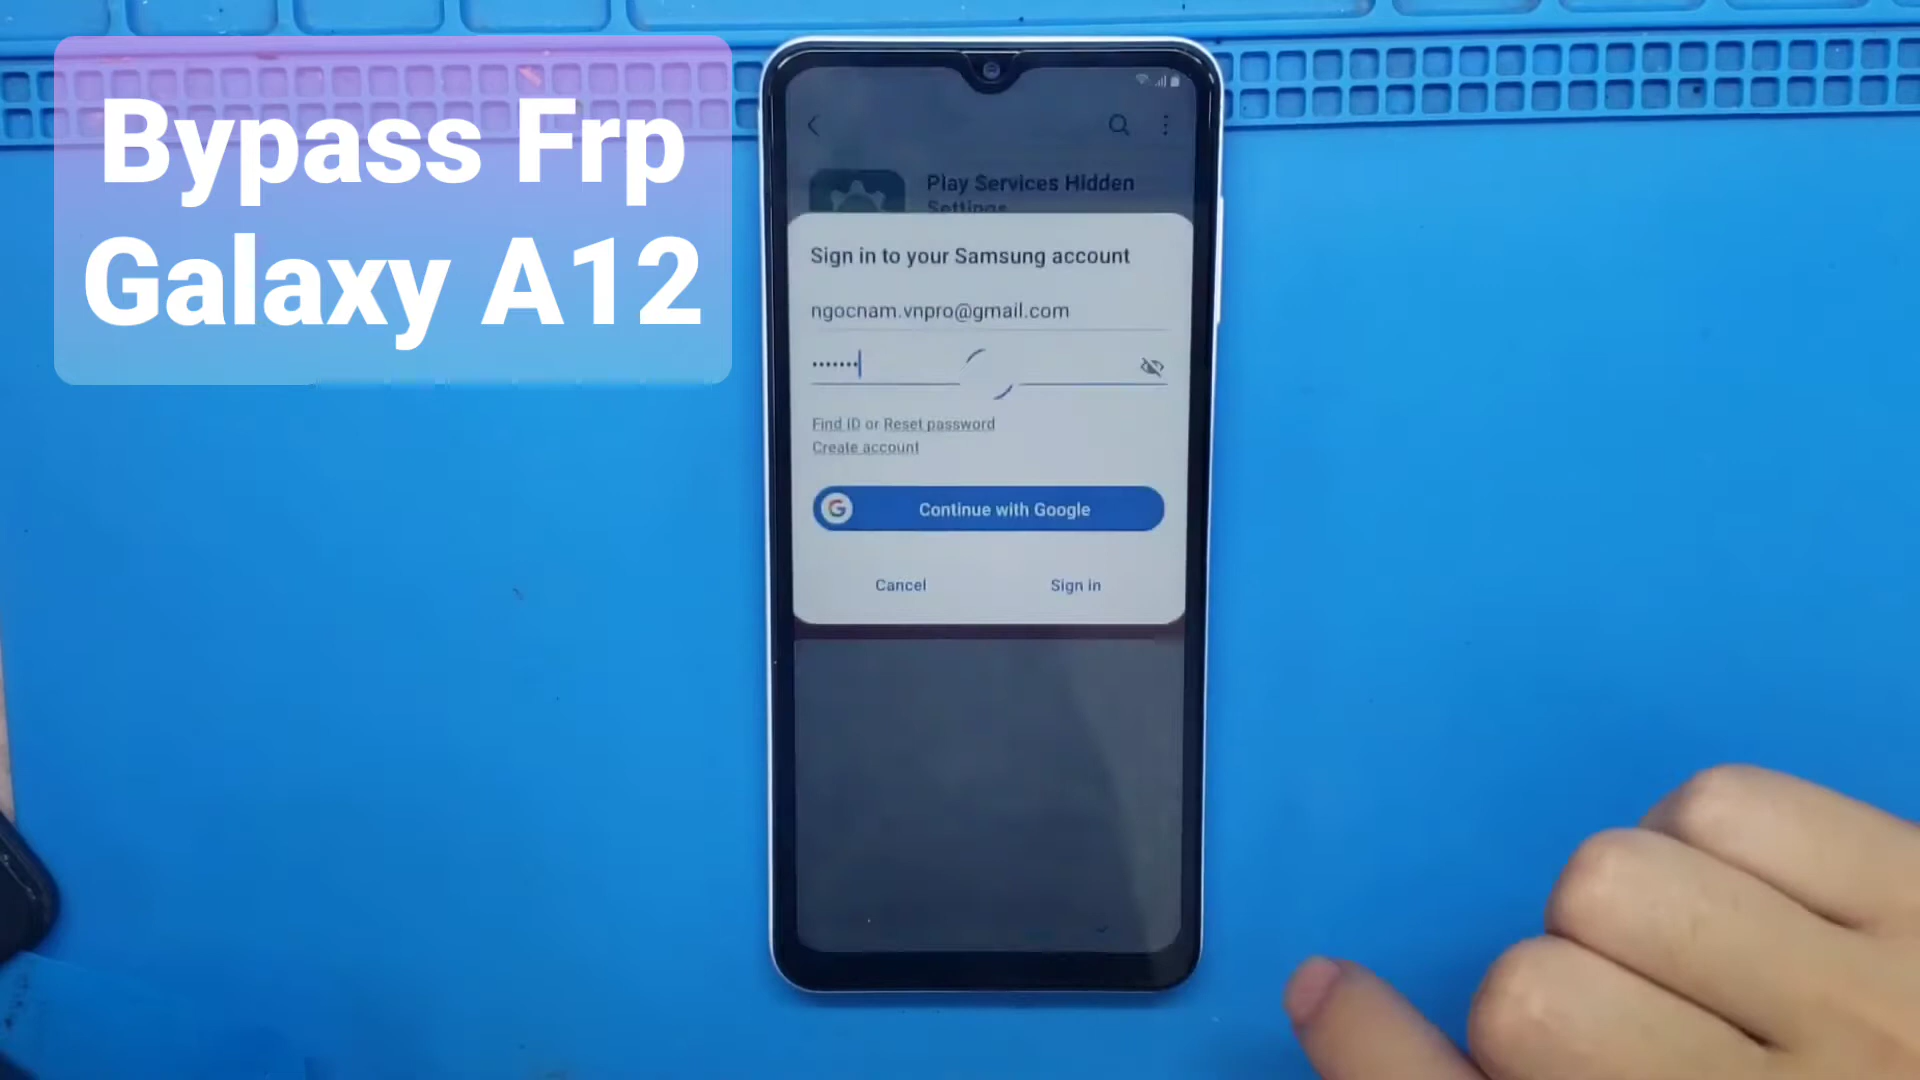 Bypass Frp
Galaxy A12
Play Services Hidden
Settings
Sign in to your Samsung account
ngocnam.vnpro@gmail.com
•••••••
Find ID or Reset password
Create account
G
Continue with Google
Cancel
Sign in